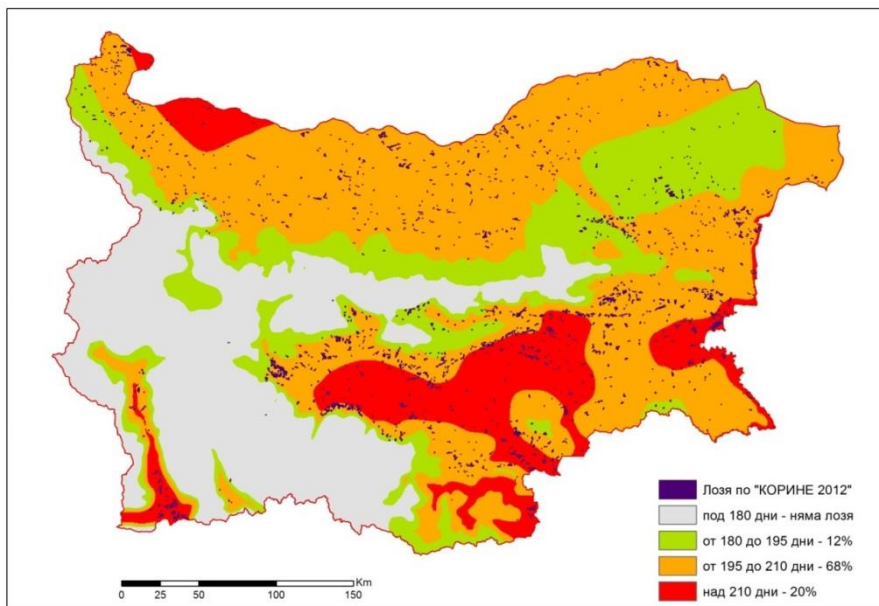 Лозя по "КОРИНЕ 2012"
под 180 дни - няма лозя
от 180 до 195 дни - 12%
от 195 до 210 дни - 68%
над 210 дни - 20%
Km
0 25 50 100 150